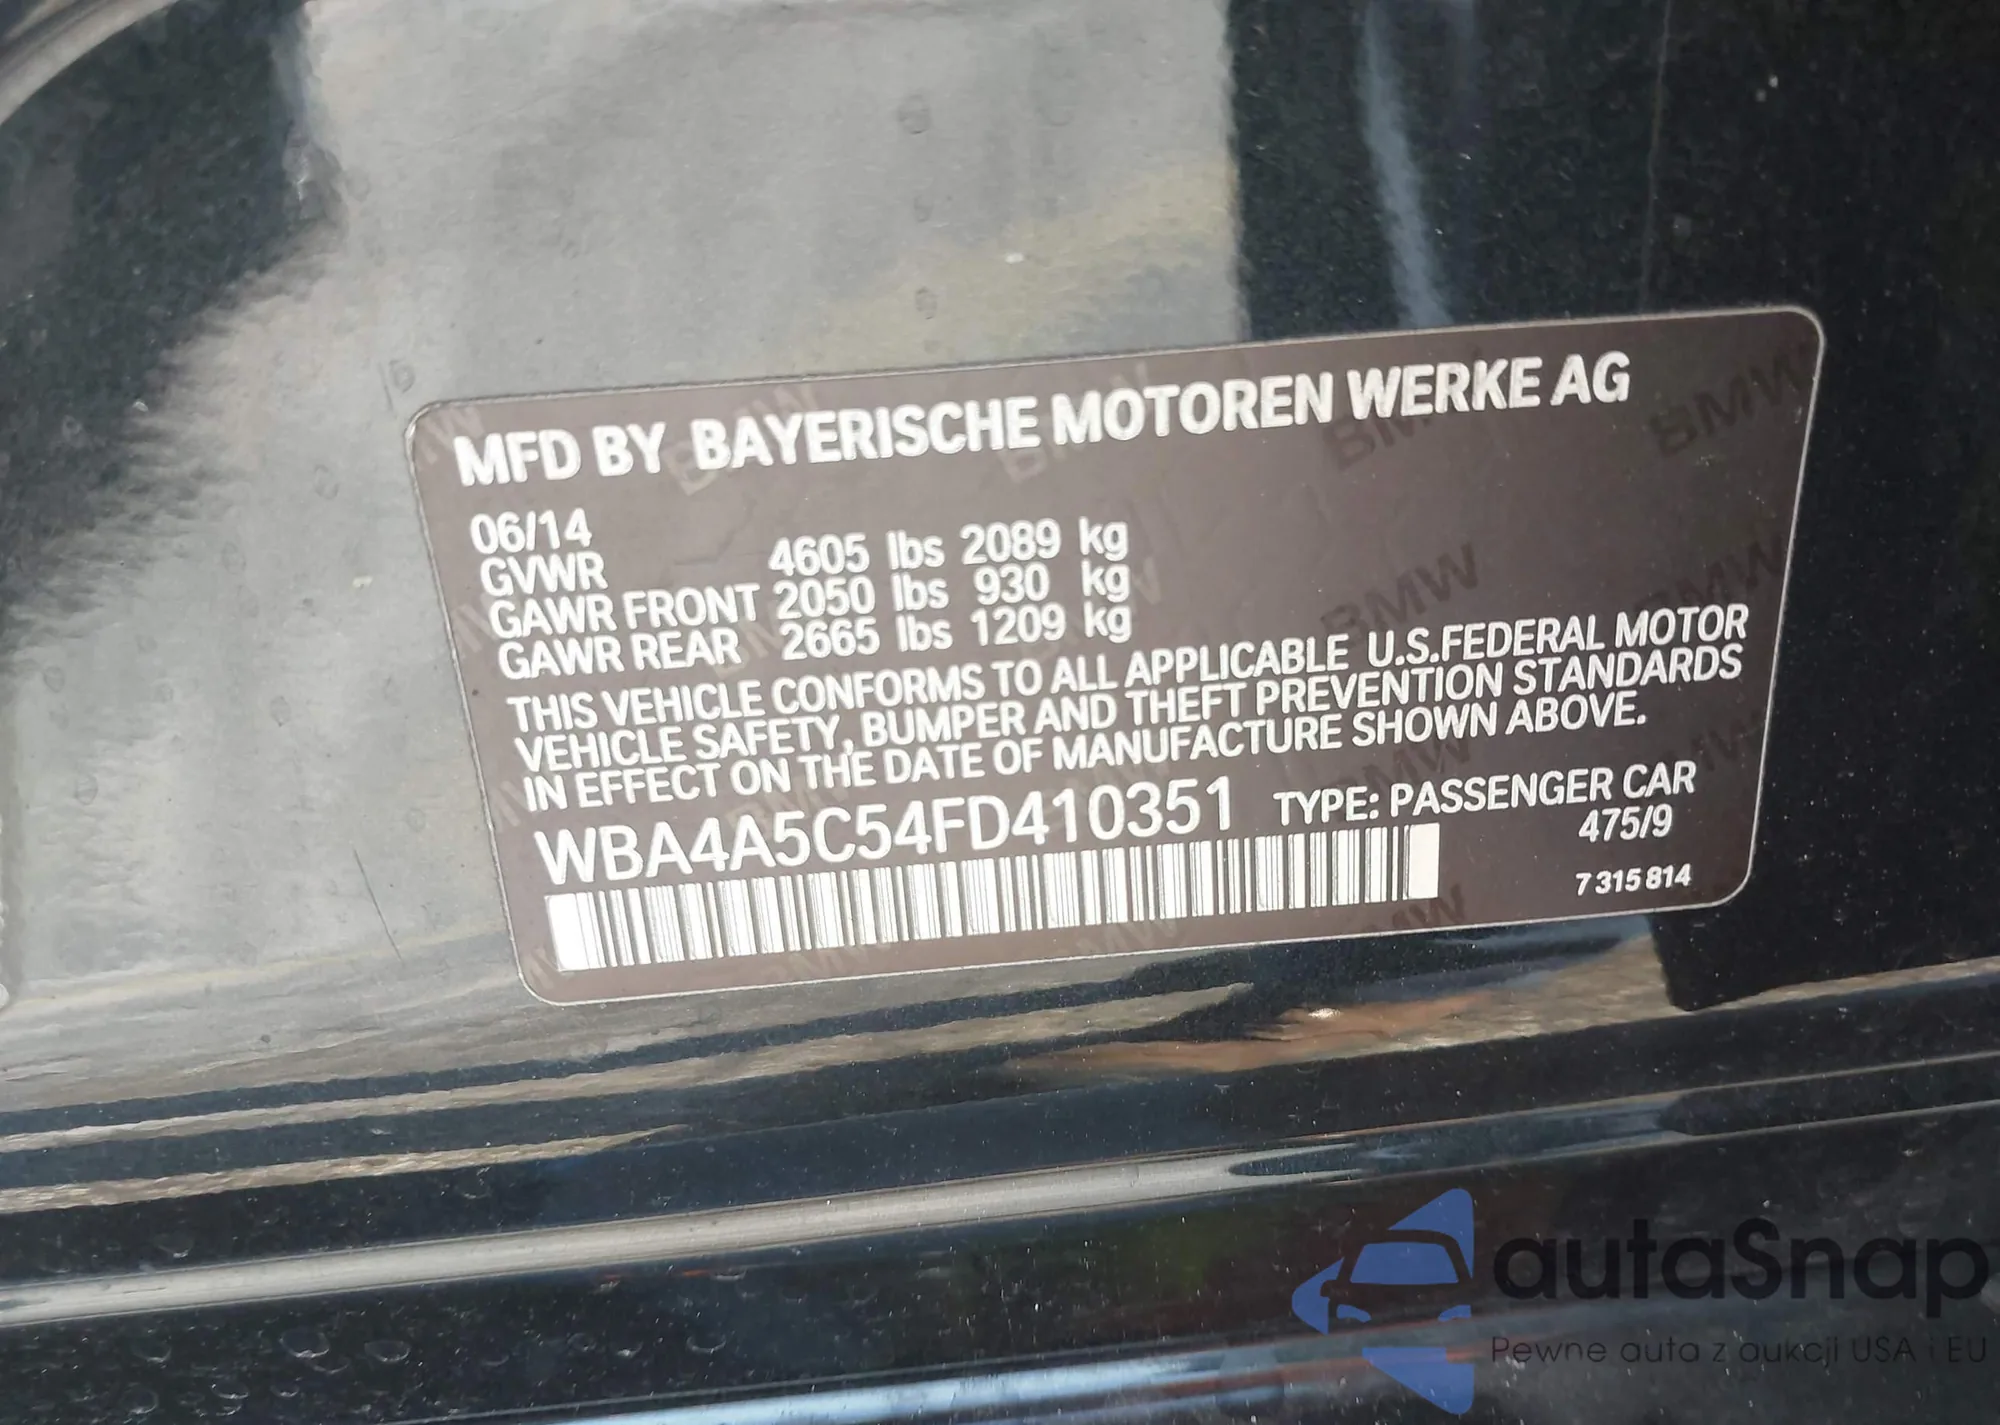 MFD BY BAYERISCHE MOTOREN WERKE AG
06/14
GVWR 4605 lbs 2089 kg
GAWR FRONT 2050 lbs 930 kg
GAWR REAR 2665 lbs 1209 kg
THIS VEHICLE CONFORMS TO ALL APPLICABLE U.S.FEDERAL MOTOR
VEHICLE SAFETY, BUMPER AND THEFT PREVENTION STANDARDS
IN EFFECT ON THE DATE OF MANUFACTURE SHOWN ABOVE.
WBA4A5C54FD410351 TYPE: PASSENGER CAR
475/9
7 315 814
autaSnap
Pewne auta z aukcji USA i EU